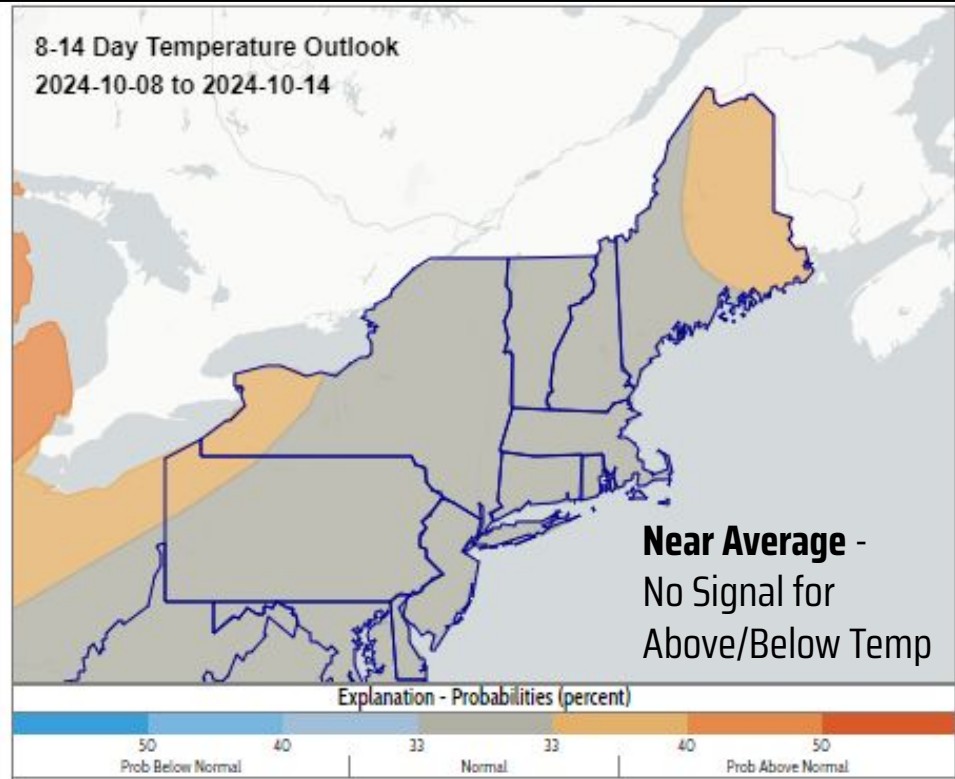 8-14 Day Temperature Outlook
2024-10-08 to 2024-10-14
Near Average -
No Signal for
Above/Below Temp
Explanation - Probabilities (percent)
50 40 33 33 40 50
Prob Below Normal Normal Prob Above Normal